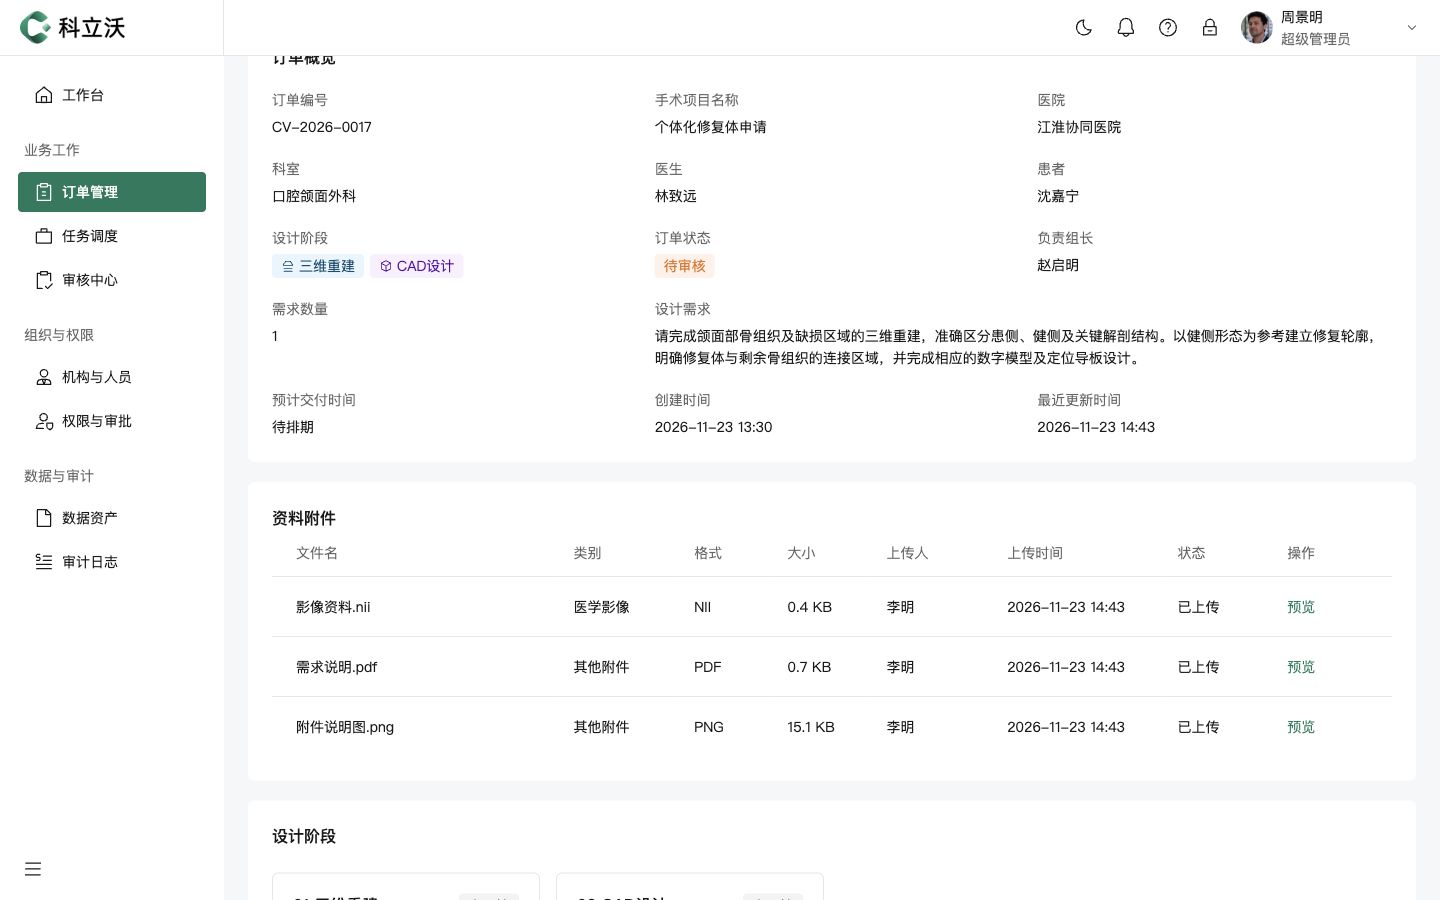 科立沃
周景明
超级管理员
工作台
业务工作
订单管理
任务调度
审核中心
组织与权限
机构与人员
权限与审批
数据与审计
数据资产
审计日志
订单概览
订单编号
CV-2026-0017
手术项目名称
个体化修复体申请
医院
江淮协同医院
科室
口腔颌面外科
医生
林致远
患者
沈嘉宁
设计阶段
三维重建 CAD设计
订单状态
待审核
负责组长
赵启明
需求数量
1
设计需求
请完成颌面部骨组织及缺损区域的三维重建，准确区分患侧、健侧及关键解剖结构。以健侧形态为参考建立修复轮廓，
明确修复体与剩余骨组织的连接区域，并完成相应的数字模型及定位导板设计。
预计交付时间
待排期
创建时间
2026-11-23 13:30
最近更新时间
2026-11-23 14:43
资料附件
文件名 类别 格式 大小 上传人 上传时间 状态 操作
影像资料.nii 医学影像 NII 0.4 KB 李明 2026-11-23 14:43 已上传 预览
需求说明.pdf 其他附件 PDF 0.7 KB 李明 2026-11-23 14:43 已上传 预览
附件说明图.png 其他附件 PNG 15.1 KB 李明 2026-11-23 14:43 已上传 预览
设计阶段